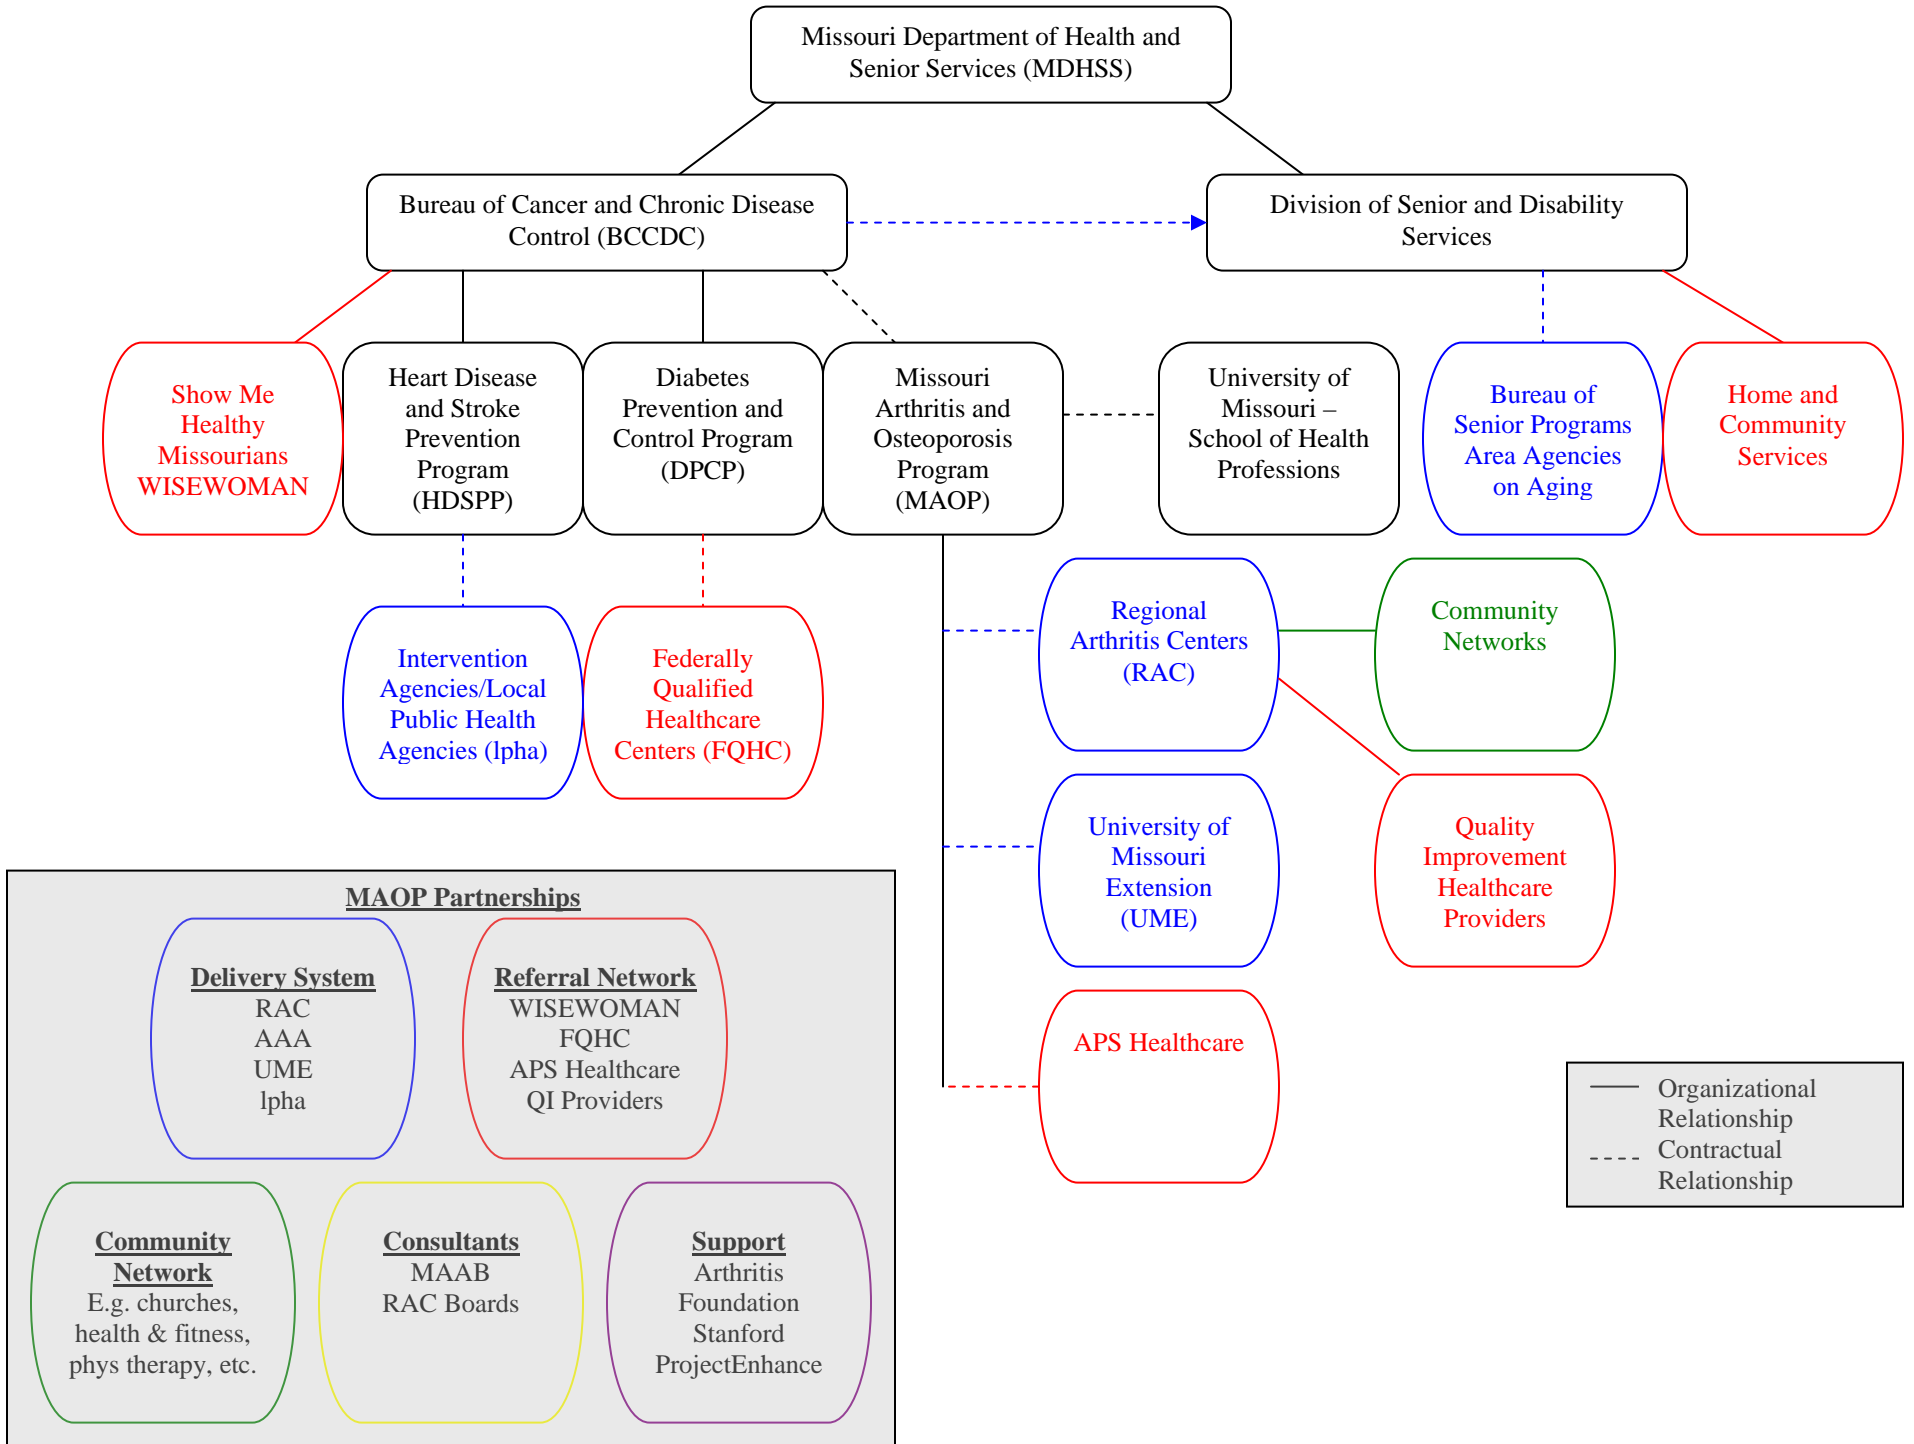 Missouri Department of Health and
Senior Services (MDHSS)
Bureau of Cancer and Chronic Disease
Control (BCCDC)
Division of Senior and Disability
Services
Show Me
Healthy
Missourians
WISEWOMAN
Heart Disease
and Stroke
Prevention
Program
(HDSPP)
Diabetes
Prevention and
Control Program
(DPCP)
Missouri
Arthritis and
Osteoporosis
Program
(MAOP)
University of
Missouri –
School of Health
Professions
Bureau of
Senior Programs
Area Agencies
on Aging
Home and
Community
Services
Intervention
Agencies/Local
Public Health
Agencies (lpha)
Federally
Qualified
Healthcare
Centers (FQHC)
Regional
Arthritis Centers
(RAC)
Community
Networks
University of
Missouri
Extension
(UME)
Quality
Improvement
Healthcare
Providers
APS Healthcare
MAOP Partnerships
Delivery System
RAC
AAA
UME
lpha
Referral Network
WISEWOMAN
FQHC
APS Healthcare
QI Providers
Community
Network
E.g. churches,
health & fitness,
phys therapy, etc.
Consultants
MAAB
RAC Boards
Support
Arthritis
Foundation
Stanford
ProjectEnhance
Organizational
Relationship
Contractual
Relationship